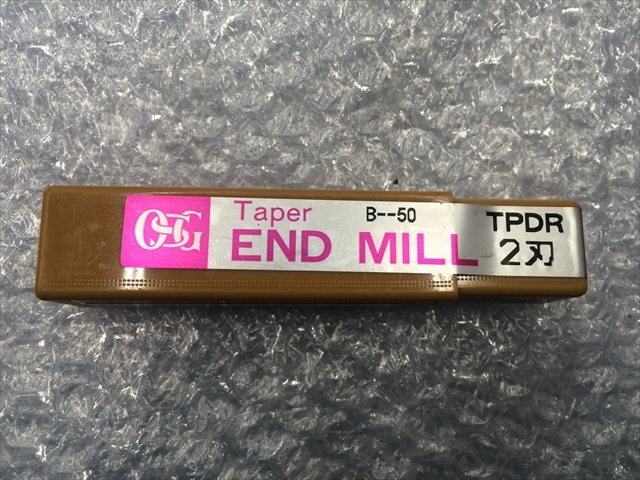 OSG
Taper B--50
END MILL
TPDR
2刃